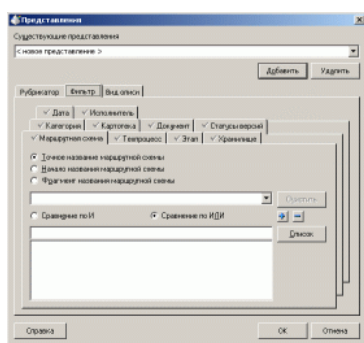 Представления
Существующие представления
< новое представление >
Добавить Удалить
Рубрикатор Фильтр Вид описи
Дата Исполнитель
Категория Картотека Документ Статусы версий
Маршрутная схема Техпроцесс Этап Хранилище
Точное название маршрутной схемы
Начало названия маршрутной схемы
Фрагмент названия маршрутной схемы
Очистить
Сравнение по И Сравнение по ИЛИ
Список
Справка ОК Отмена